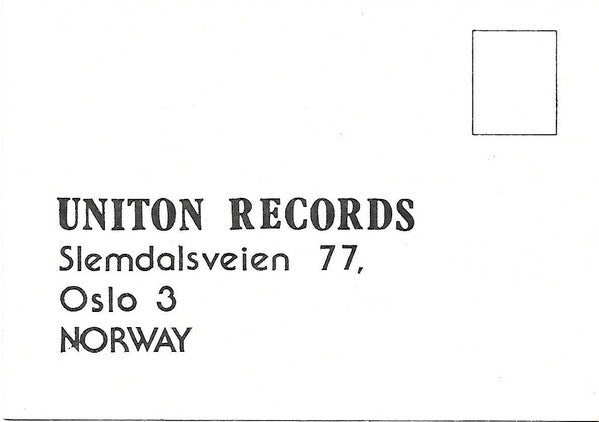 UNITON RECORDS
Slemdalsveien 77,
Oslo 3
NORWAY